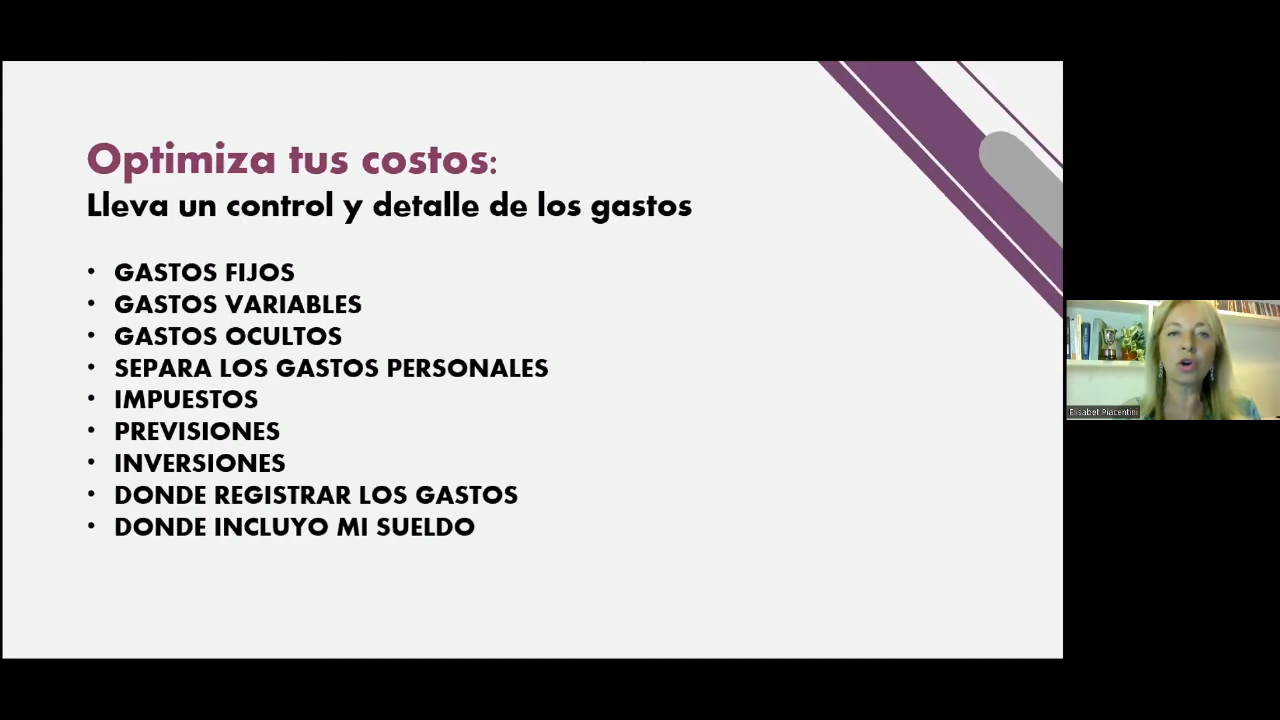 Optimiza tus costos:
Lleva un control y detalle de los gastos
• GASTOS FIJOS
• GASTOS VARIABLES
• GASTOS OCULTOS
• SEPARA LOS GASTOS PERSONALES
• IMPUESTOS
• PREVISIONES
• INVERSIONES
• DONDE REGISTRAR LOS GASTOS
• DONDE INCLUYO MI SUELDO
Elisabet Piacentini